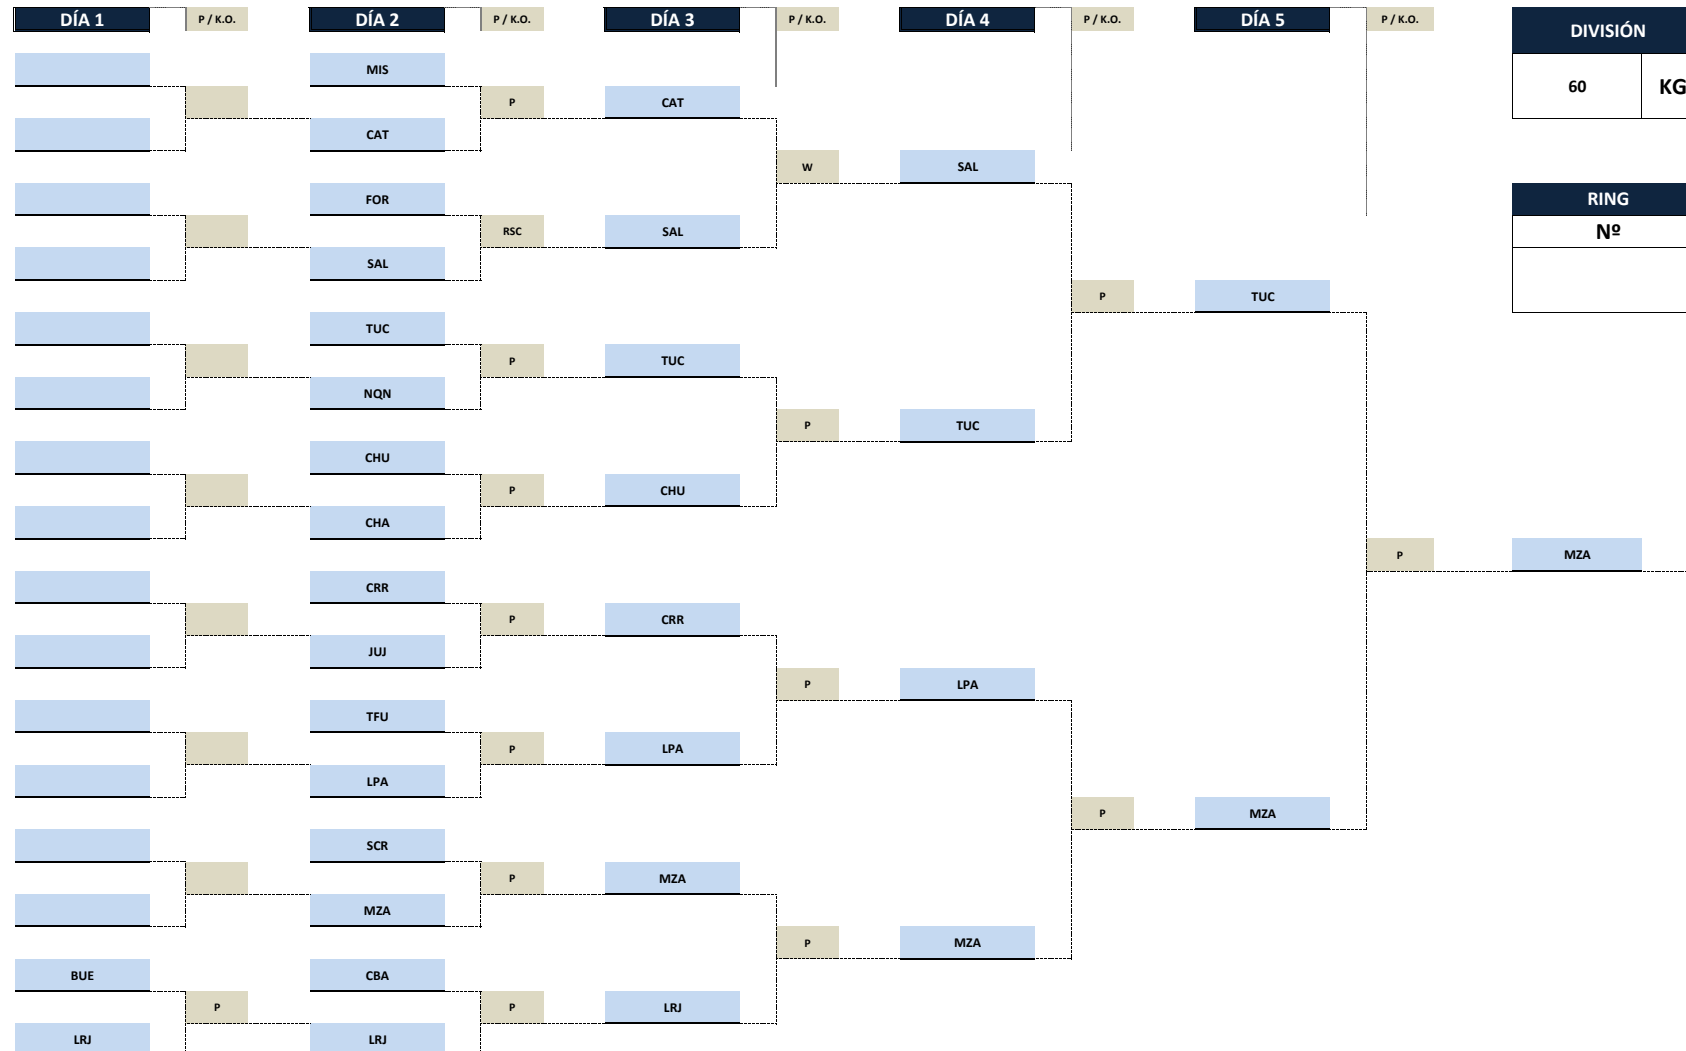 DÍA 1 P / K.O. DÍA 2 P / K.O. DÍA 3 P / K.O. DÍA 4 P / K.O. DÍA 5 P / K.O. DIVISIÓN
MIS
60 KG
P CAT
CAT
W SAL
FOR RING
RSC SAL Nº
SAL
P TUC
TUC
P TUC
NQN
P TUC
CHU
P CHU
CHA
P MZA
CRR
P CRR
JUJ
P LPA
TFU
P LPA
LPA
P MZA
SCR
P MZA
MZA
P MZA
BUE CBA
P P LRJ
LRJ LRJ